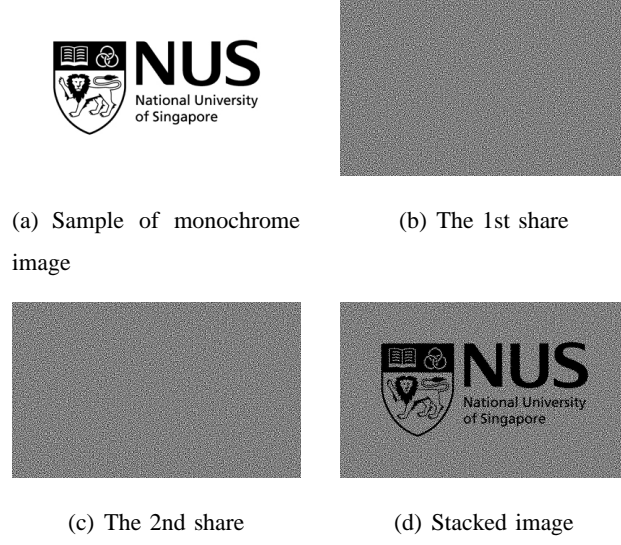 NUS
National University
of Singapore
(a) Sample of monochrome
image
(b) The 1st share
NUS
National University
of Singapore
(c) The 2nd share
(d) Stacked image